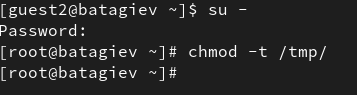 [guest2@batagiev ~]$ su -
Password:
[root@batagiev ~]# chmod -t /tmp/
[root@batagiev ~]#